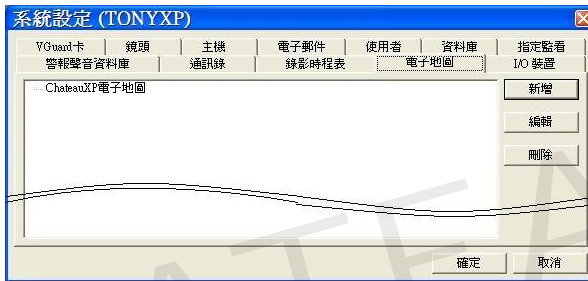 系統設定 (TONYXP)
VGuard卡 鏡頭 主機 電子郵件 使用者 資料庫 指定監看
警報聲音資料庫 通訊錄 錄影時程表 電子地圖 I/O 裝置
ChateauXP電子地圖
新增
編輯
刪除
確定 取消